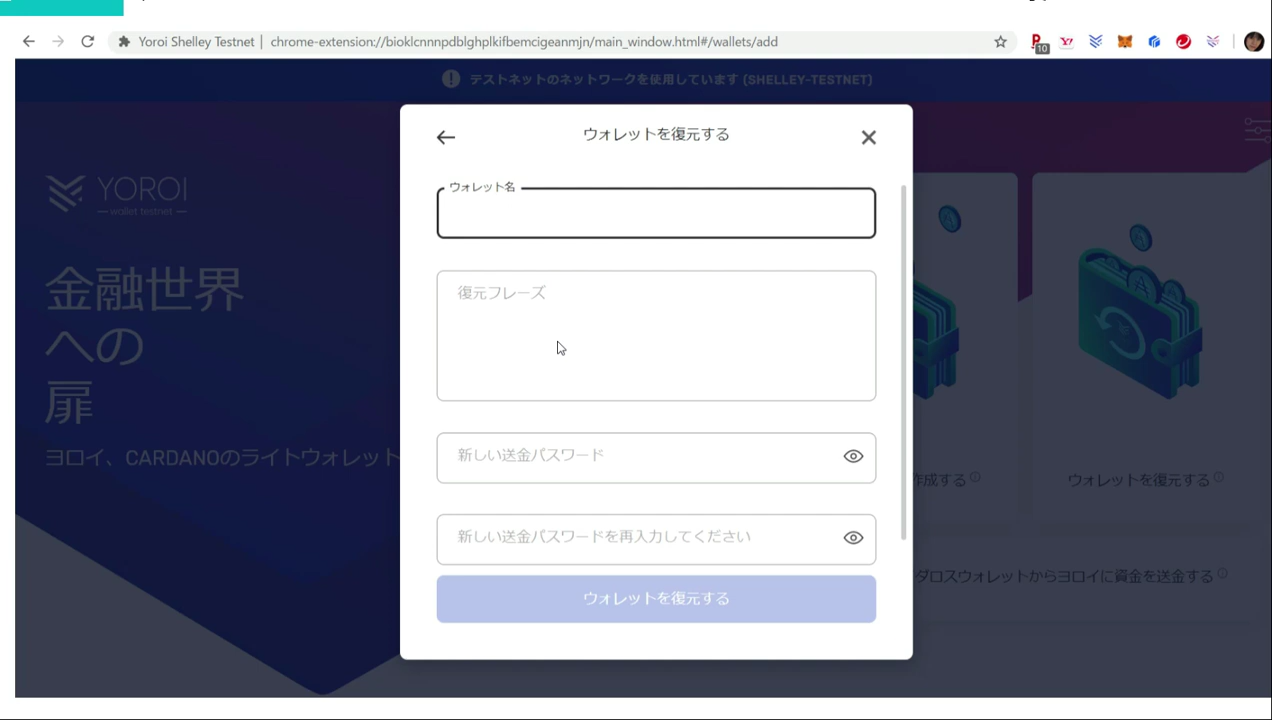 Yoroi Shelley Testnet | chrome-extension://bioklcnnnpdblghplkifbemcigeanmjn/main_window.html#/wallets/add
10
テストネットのネットワークを使用しています (SHELLEY-TESTNET)
ウォレットを復元する
YOROI
wallet testnet
金融世界
への
扉
ヨロイ、CARDANOのライトウォレット
ウォレット名
復元フレーズ
新しい送金パスワード
新しい送金パスワードを再入力してください
ウォレットを復元する
作成する
ウォレットを復元する
ダロスウォレットからヨロイに資金を送金する